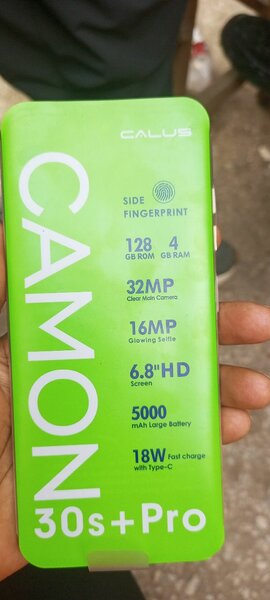 CALUS
CAMON
SIDE
FINGERPRINT
128 4
GB ROM GB RAM
32MP
Clear Main Camera
16MP
Glowing Selfie
6.8"HD
Screen
5000
mAh Large Battery
18W Fast charge
with Type-C
30s+Pro